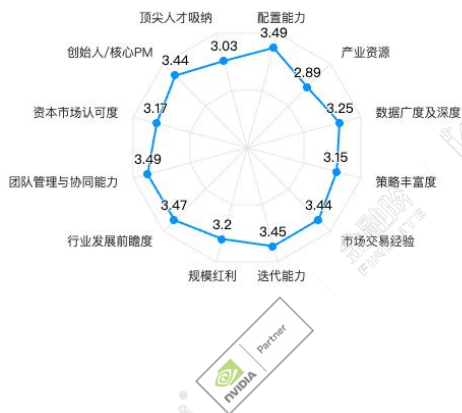 顶尖人才吸纳
配置能力
3.49
3.03
创始人/核心PM
3.44
产业资源
2.89
资本市场认可度
3.17
3.25
数据广度及深度
3.49
3.15
团队管理与协同能力
策略丰富度
3.47
3.44
行业发展前瞻度
3.2
3.45
市场交易经验
规模红利
迭代能力
FINEMATE
NVIDIA
Partner